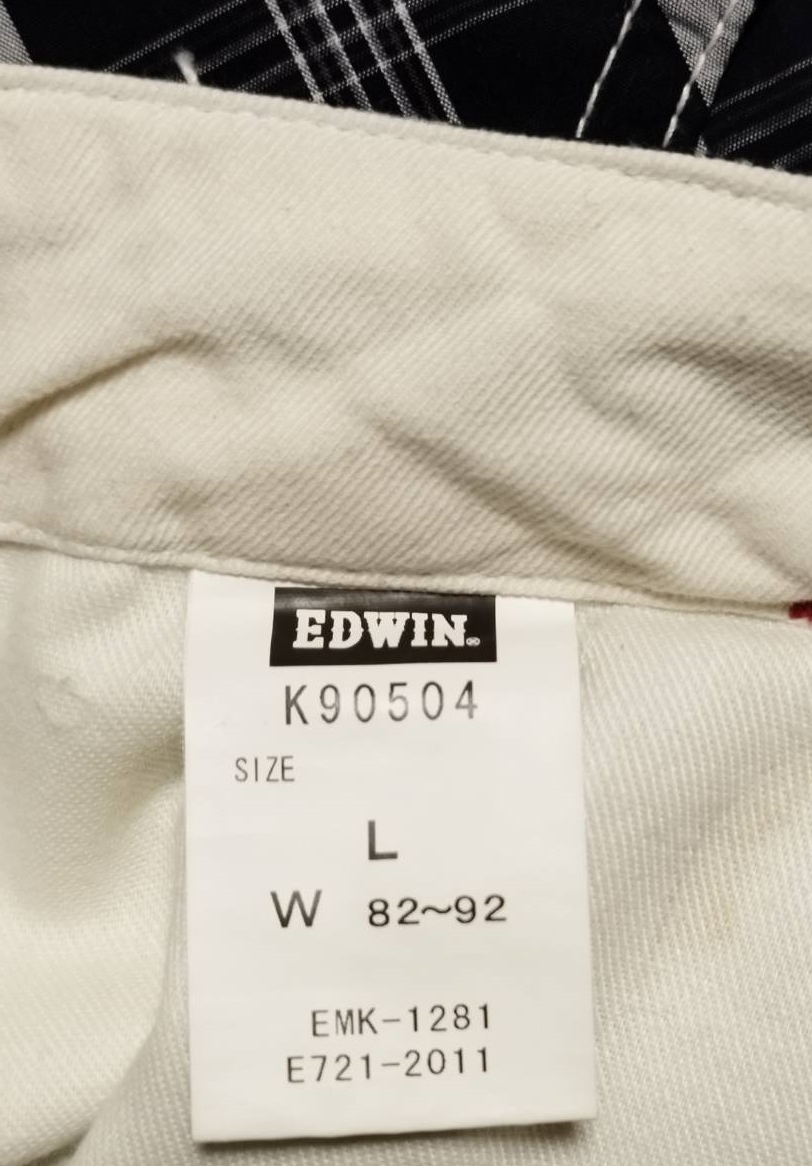 EDWIN
K90504
SIZE
L
W 82～92
EMK-1281
E721-2011